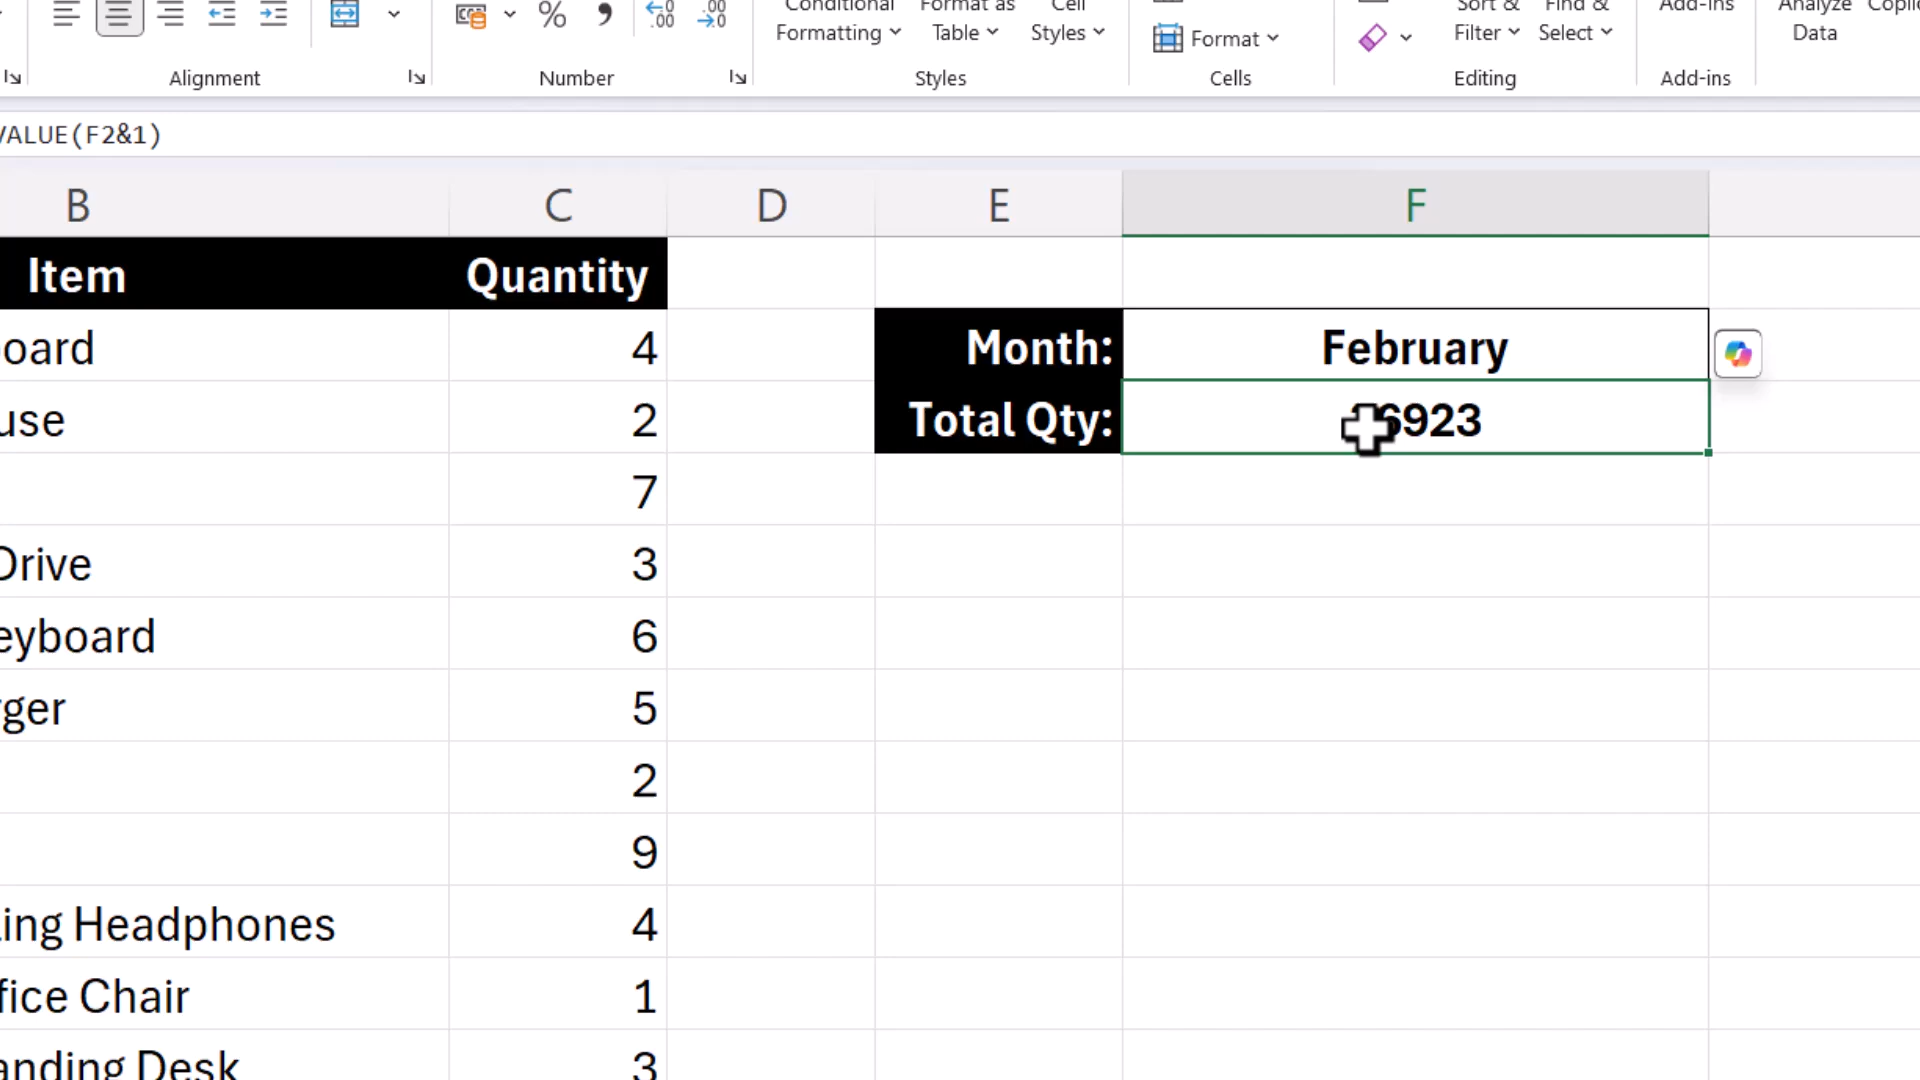 Conditional
Formatting
Format as
Table
Cell
Styles
Format
Sort &
Filter
Find &
Select
Add-ins
Analyze
Data
Alignment
Number
Styles
Cells
Editing
Add-ins
VALUE(F2&1)
B C D E F
Item Quantity
oard 4 Month: February
use 2 Total Qty: 6923
7
Drive 3
eyboard 6
ger 5
2
9
ing Headphones 4
fice Chair 1
anding Desk 3